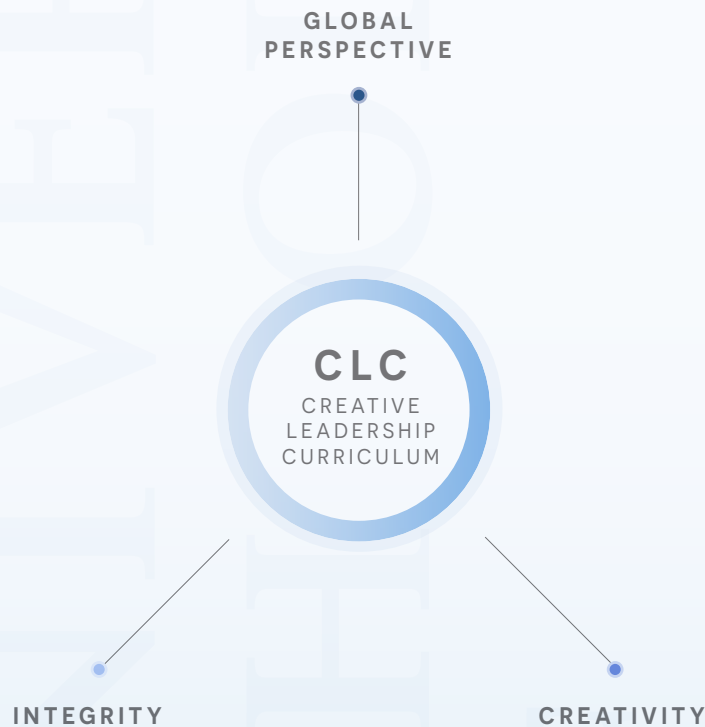 GLOBAL
PERSPECTIVE
CLC
CREATIVE
LEADERSHIP
CURRICULUM
INTEGRITY
CREATIVITY